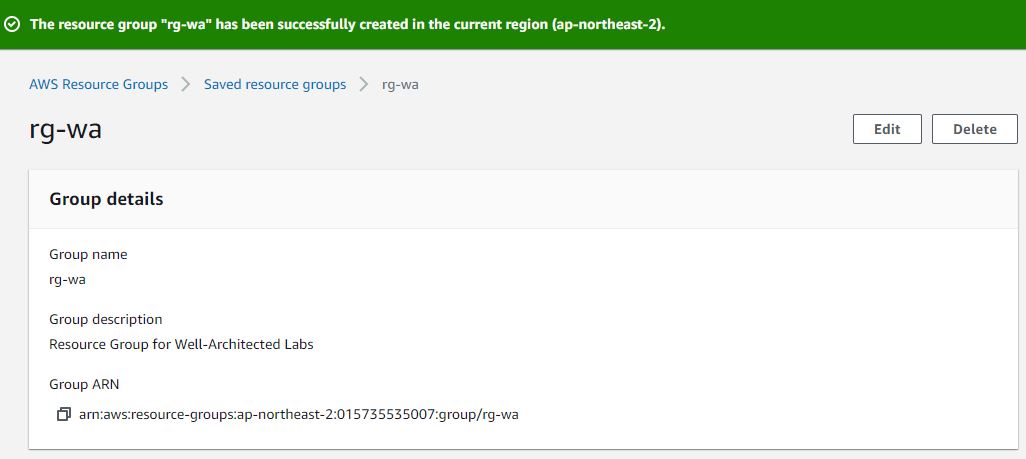 The resource group "rg-wa" has been successfully created in the current region (ap-northeast-2).
AWS Resource Groups > Saved resource groups > rg-wa
rg-wa
Edit Delete
Group details
Group name
rg-wa
Group description
Resource Group for Well-Architected Labs
Group ARN
arn:aws:resource-groups:ap-northeast-2:015735535007:group/rg-wa